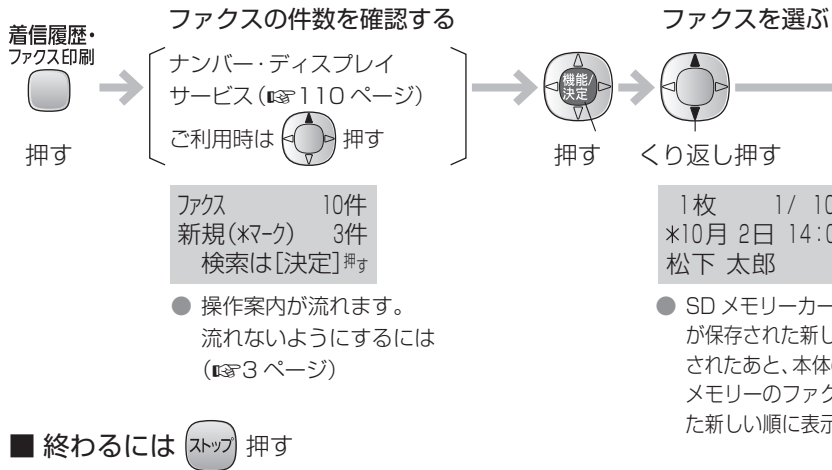 ファクスの件数を確認する
ファクスを選ぶ
着信履歴・
ファクス印刷
押す
ナンバー・ディスプレイ
サービス(☞110 ページ)
ご利用時は 押す
機能/
決定
押す
くり返し押す
ファクス 10件
新規(*マーク) 3件
検索は[決定]押す
1枚 1/ 10
*10月 2日 14:0
松下 太郎
● 操作案内が流れます。
流れないようにするには
(☞3 ページ)
● SD メモリーカー
が保存された新し
されたあと、本体
メモリーのファク
た新しい順に表示
■ 終わるには ストップ 押す